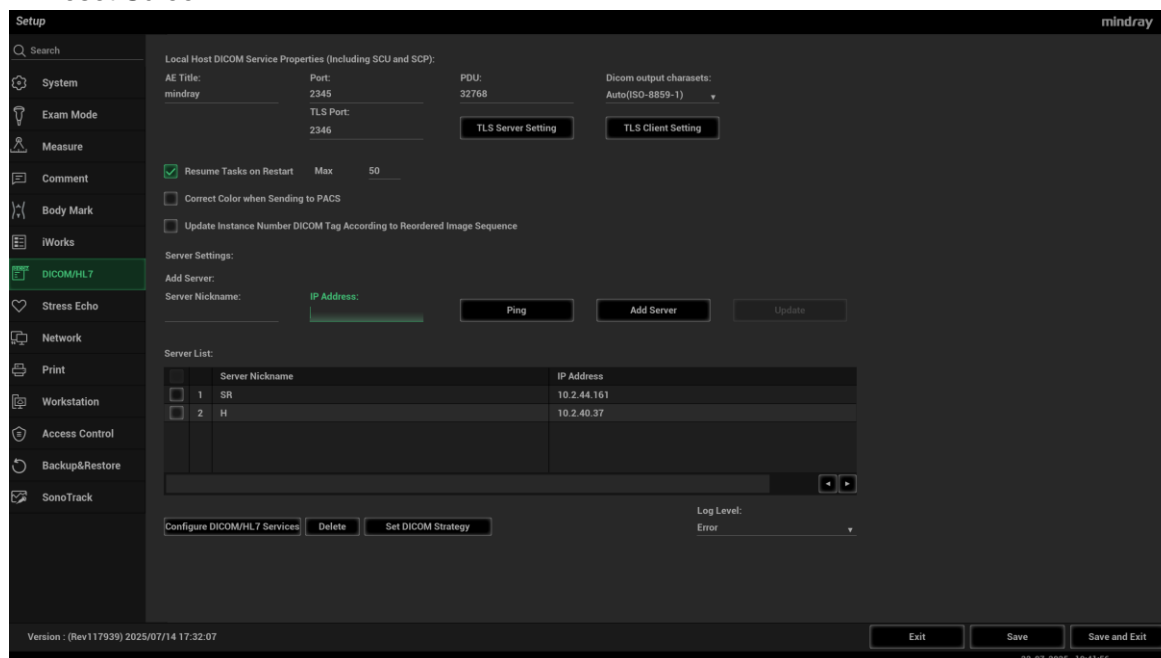 Setup
mindray
Search
System
Exam Mode
Measure
Comment
Body Mark
iWorks
DICOM/HL7
Stress Echo
Network
Print
Workstation
Access Control
Backup&Restore
SonoTrack
Local Host DICOM Service Properties (Including SCU and SCP):
AE Title: Port: PDU: Dicom output charasets:
mindray 2345 32768 Auto(ISO-8859-1)
TLS Port:
2346 TLS Server Setting TLS Client Setting
Resume Tasks on Restart Max 50
Correct Color when Sending to PACS
Update Instance Number DICOM Tag According to Reordered Image Sequence
Server Settings:
Add Server:
Server Nickname: IP Address:
Ping Add Server Update
Server List:
Server Nickname IP Address
1 SR 10.2.44.161
2 H 10.2.40.37
Log Level:
Configure DICOM/HL7 Services Delete Set DICOM Strategy Error
Version : (Rev117939) 2025/07/14 17:32:07 Exit Save Save and Exit